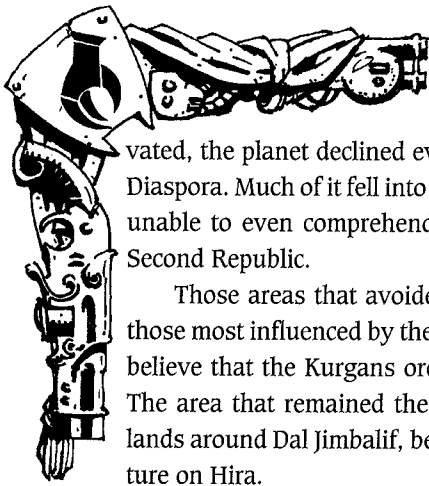 vated, the planet declined ev
Diaspora. Much of it fell into
unable to even comprehend
Second Republic.
Those areas that avoide
those most influenced by the
believe that the Kurgans ord
The area that remained the
lands around Dal Jimbalif, be
ture on Hira.